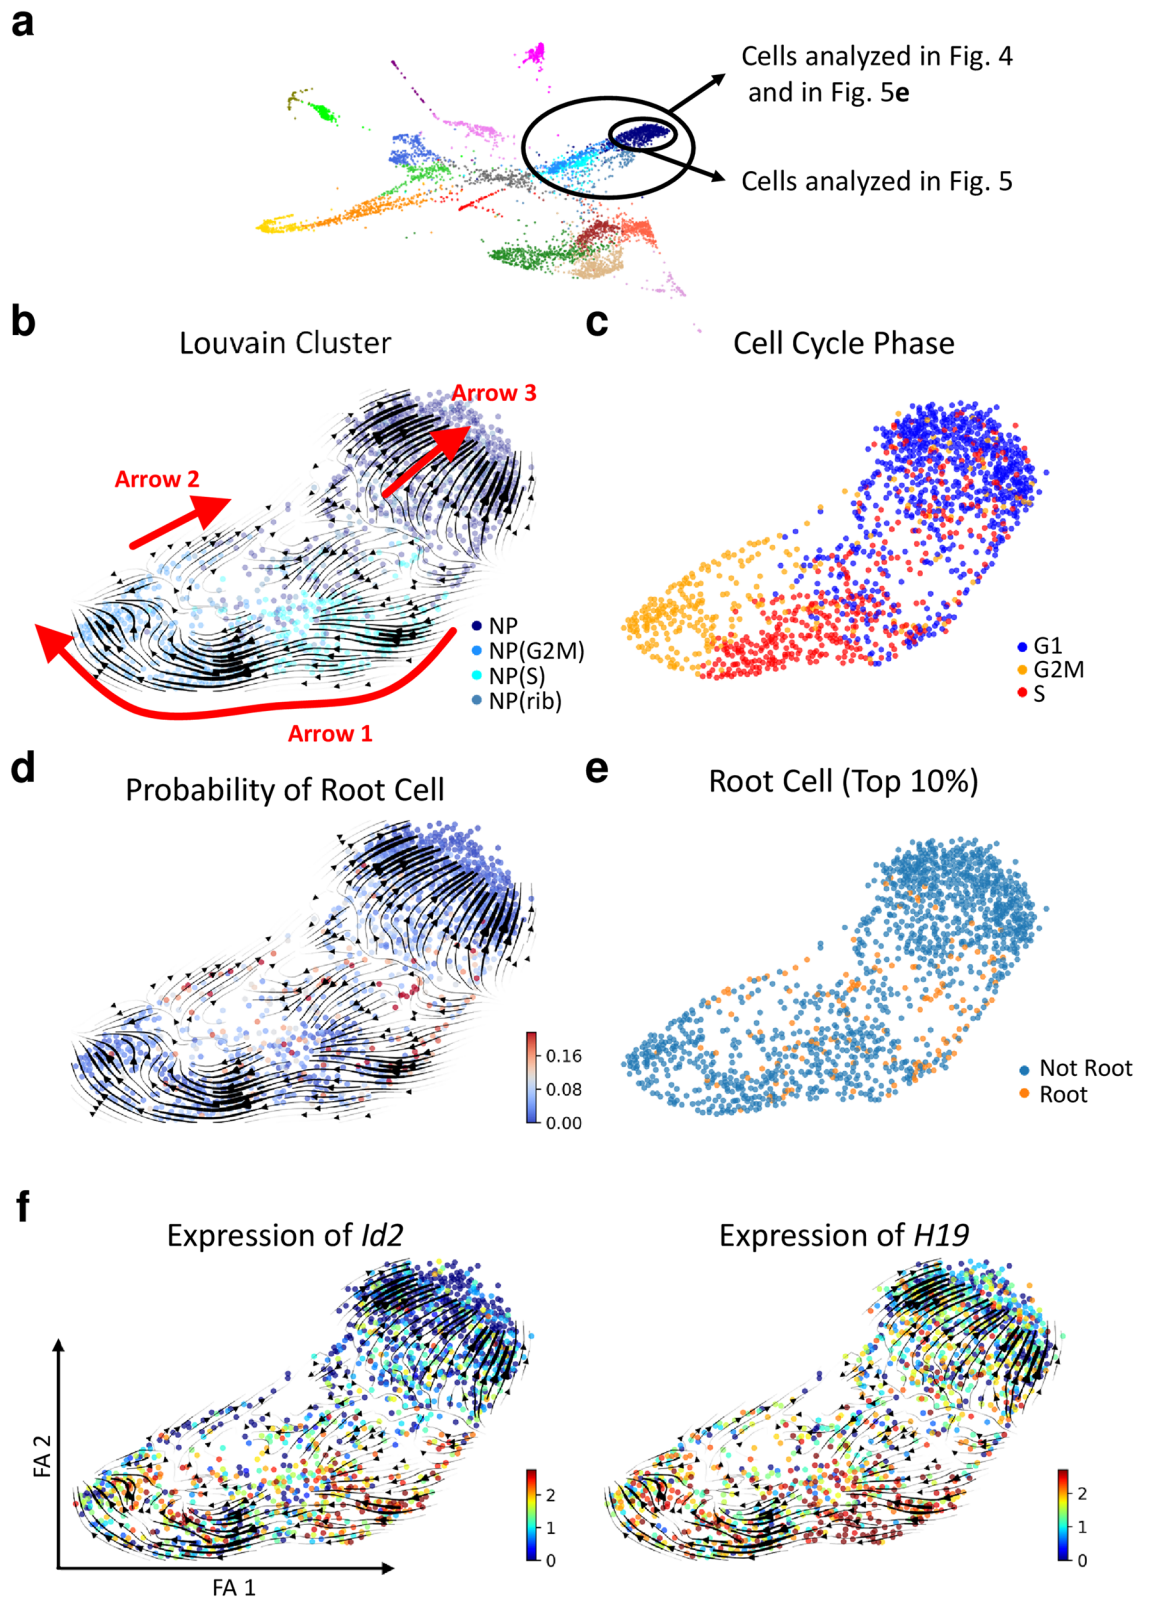 a
Cells analyzed in Fig. 4
and in Fig. 5e
Cells analyzed in Fig. 5
b
Louvain Cluster
Arrow 3
Arrow 2
NP
NP(G2M)
NP(S)
NP(rib)
Arrow 1
c
Cell Cycle Phase
G1
G2M
S
d
Probability of Root Cell
0.16
0.08
0.00
e
Root Cell (Top 10%)
Not Root
Root
f
Expression of Id2
FA 2
FA 1
2
1
0
Expression of H19
2
1
0